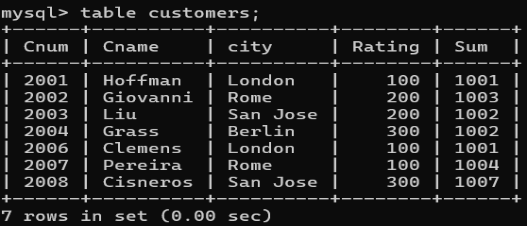 mysql> table customers;
+------+----------+----------+--------+------+
| Cnum | Cname    | city     | Rating | Sum  |
+------+----------+----------+--------+------+
| 2001 | Hoffman  | London   |    100 | 1001 |
| 2002 | Giovanni | Rome     |    200 | 1003 |
| 2003 | Liu      | San Jose |    200 | 1002 |
| 2004 | Grass    | Berlin   |    300 | 1002 |
| 2006 | Clemens  | London   |    100 | 1001 |
| 2007 | Pereira  | Rome     |    100 | 1004 |
| 2008 | Cisneros | San Jose |    300 | 1007 |
+------+----------+----------+--------+------+
7 rows in set (0.00 sec)